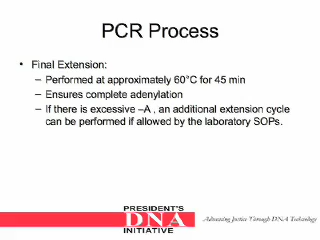 PCR Process
• Final Extension:
– Performed at approximately 60°C for 45 min
– Ensures complete adenylation
– If there is excessive –A , an additional extension cycle
can be performed if allowed by the laboratory SOPs.
PRESIDENT'S
DNA
INITIATIVE
Advancing Justice Through DNA Technology